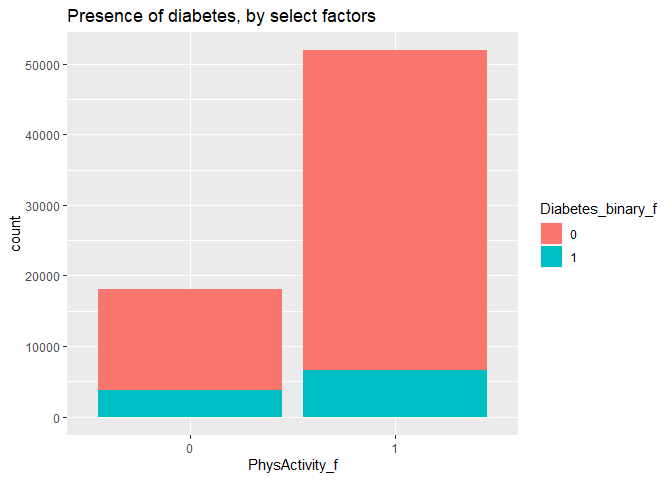 Presence of diabetes, by select factors
50000
40000
30000
20000
10000
0
count
0
1
PhysActivity_f
Diabetes_binary_f
0
1